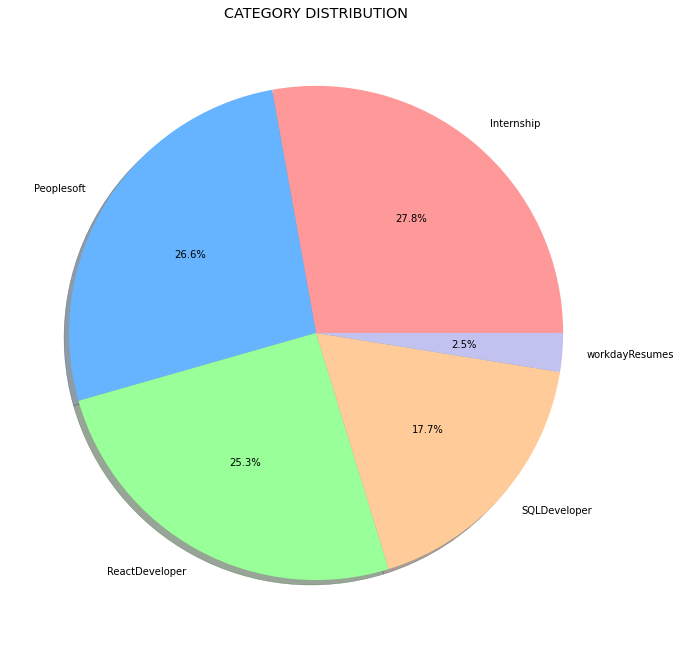 CATEGORY DISTRIBUTION
Internship
Peoplesoft
27.8%
26.6%
2.5%
workdayResumes
17.7%
25.3%
SQLDeveloper
ReactDeveloper